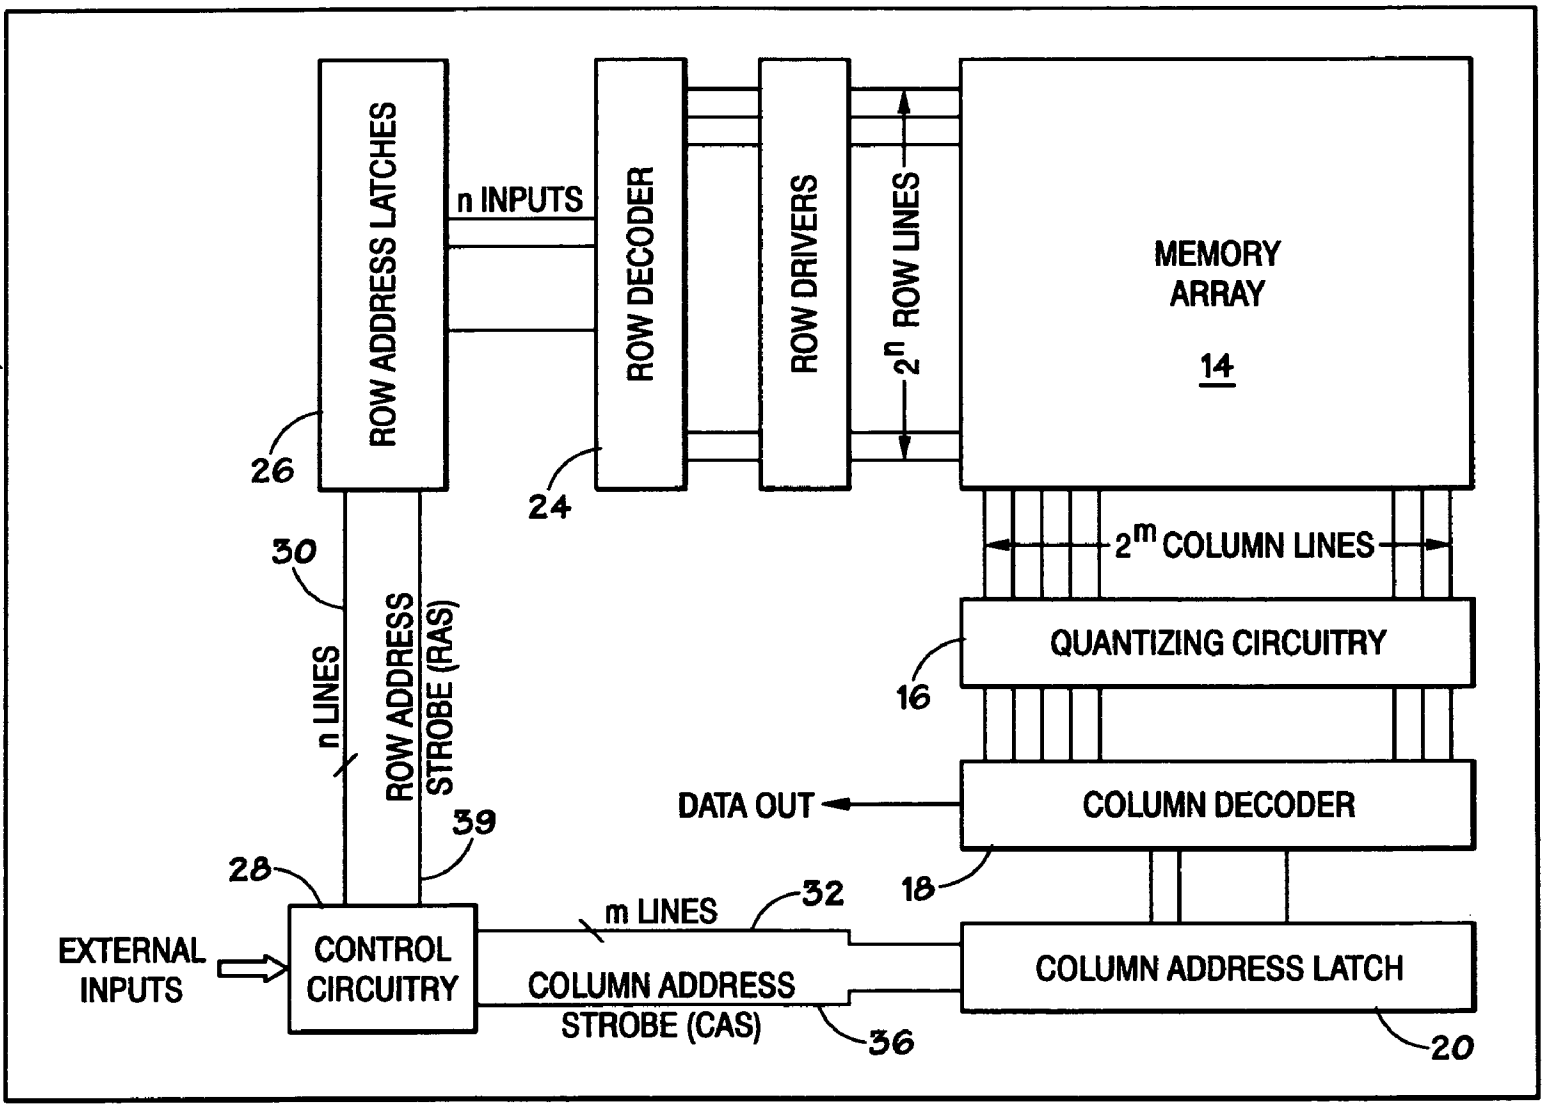 ROW ADDRESS LATCHES
26
n INPUTS
ROW DECODER
24
ROW DRIVERS
2^n ROW LINES
MEMORY
ARRAY
14
2^m COLUMN LINES
QUANTIZING CIRCUITRY
16
DATA OUT
COLUMN DECODER
18
30
n LINES
ROW ADDRESS
STROBE (RAS)
39
28
EXTERNAL
INPUTS
CONTROL
CIRCUITRY
m LINES
32
COLUMN ADDRESS
STROBE (CAS)
36
COLUMN ADDRESS LATCH
20